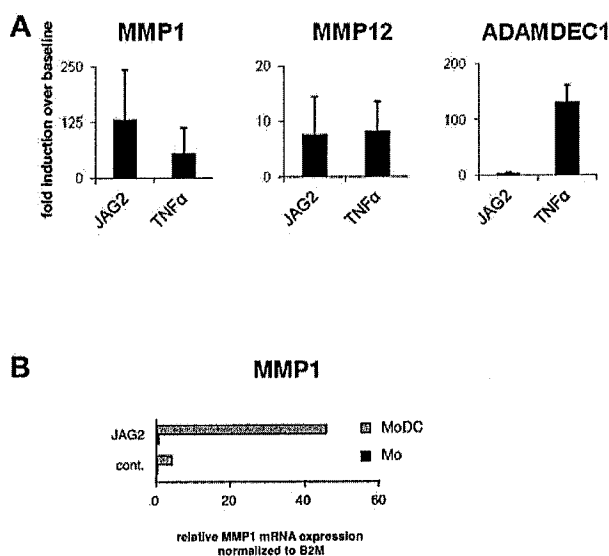 A
MMP1
MMP12
ADAMDEC1
fold induction over baseline
250
125
0
JAG2
TNFα
20
10
0
JAG2
TNFα
200
100
0
JAG2
TNFα
B
MMP1
JAG2
cont.
MoDC
Mo
.0
20
40
60
relative MMP1 mRNA expression
normalized to B2M